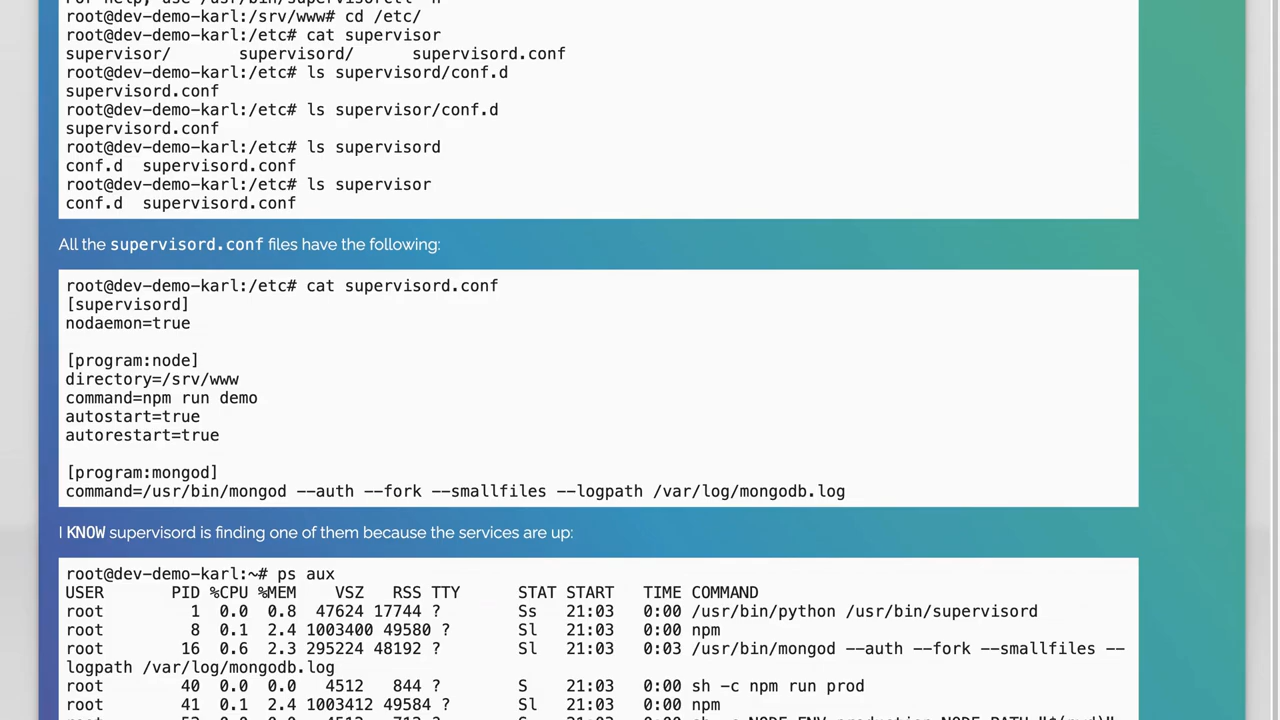 For help, use /usr/bin/supervisorctl -h
root@dev-demo-karl:/srv/www# cd /etc/
root@dev-demo-karl:/etc# cat supervisor
supervisor/ supervisord/ supervisord.conf
root@dev-demo-karl:/etc# ls supervisord/conf.d
supervisord.conf
root@dev-demo-karl:/etc# ls supervisor/conf.d
supervisord.conf
root@dev-demo-karl:/etc# ls supervisord
conf.d supervisord.conf
root@dev-demo-karl:/etc# ls supervisor
conf.d supervisord.conf
All the supervisord.conf files have the following:
root@dev-demo-karl:/etc# cat supervisord.conf
[supervisord]
nodaemon=true
[program:node]
directory=/srv/www
command=npm run demo
autostart=true
autorestart=true
[program:mongod]
command=/usr/bin/mongod --auth --fork --smallfiles --logpath /var/log/mongodb.log
I KNOW supervisord is finding one of them because the services are up:
root@dev-demo-karl:~# ps aux
USER PID %CPU %MEM VSZ RSS TTY STAT START TIME COMMAND
root 1 0.0 0.8 47624 17744 ? Ss 21:03 0:00 /usr/bin/python /usr/bin/supervisord
root 8 0.1 2.4 1003400 49580 ? Sl 21:03 0:00 npm
root 16 0.6 2.3 295224 48192 ? Sl 21:03 0:03 /usr/bin/mongod --auth --fork --smallfiles --
logpath /var/log/mongodb.log
root 40 0.0 0.0 4512 844 ? S 21:03 0:00 sh -c npm run prod
root 41 0.1 2.4 1003412 49584 ? Sl 21:03 0:00 npm